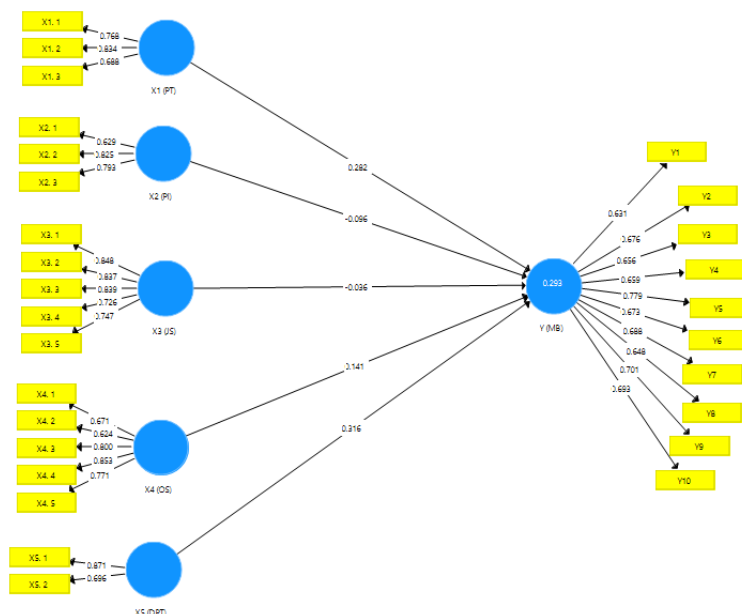 X1. 1
0.768
X1. 2
0.834
X1. 3
0.688
X1 (PT)
X2. 1
0.629
X2. 2
0.825
X2. 3
0.793
X2 (PI)
X3. 1
0.848
X3. 2
0.837
X3. 3
0.839
X3. 4
0.726
X3. 5
0.747
X3 (JS)
X4. 1
0.671
X4. 2
0.624
X4. 3
0.800
X4. 4
0.853
X4. 5
0.771
X4 (OS)
X5. 1
0.871
X5. 2
0.696
X5 (DPT)
0.282
-0.096
-0.036
0.141
0.316
0.293
Y (MB)
Y1
0.631
Y2
0.676
Y3
0.656
Y4
0.659
Y5
0.779
Y6
0.673
Y7
0.688
Y8
0.648
Y9
0.701
Y10
0.693